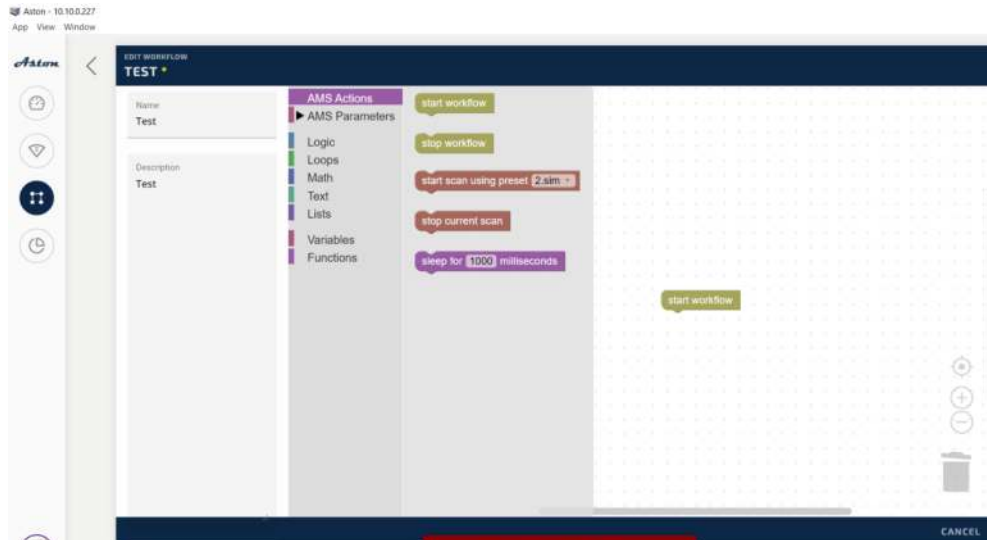 Aston - 10.10.0.227
App View Window
Aston
EDIT WORKFLOW
TEST *
Name
Test
Description
Test
AMS Actions
AMS Parameters
Logic
Loops
Math
Text
Lists
Variables
Functions
start workflow
stop workflow
start scan using preset 2.sim
stop current scan
sleep for 1000 milliseconds
start workflow
CANCEL